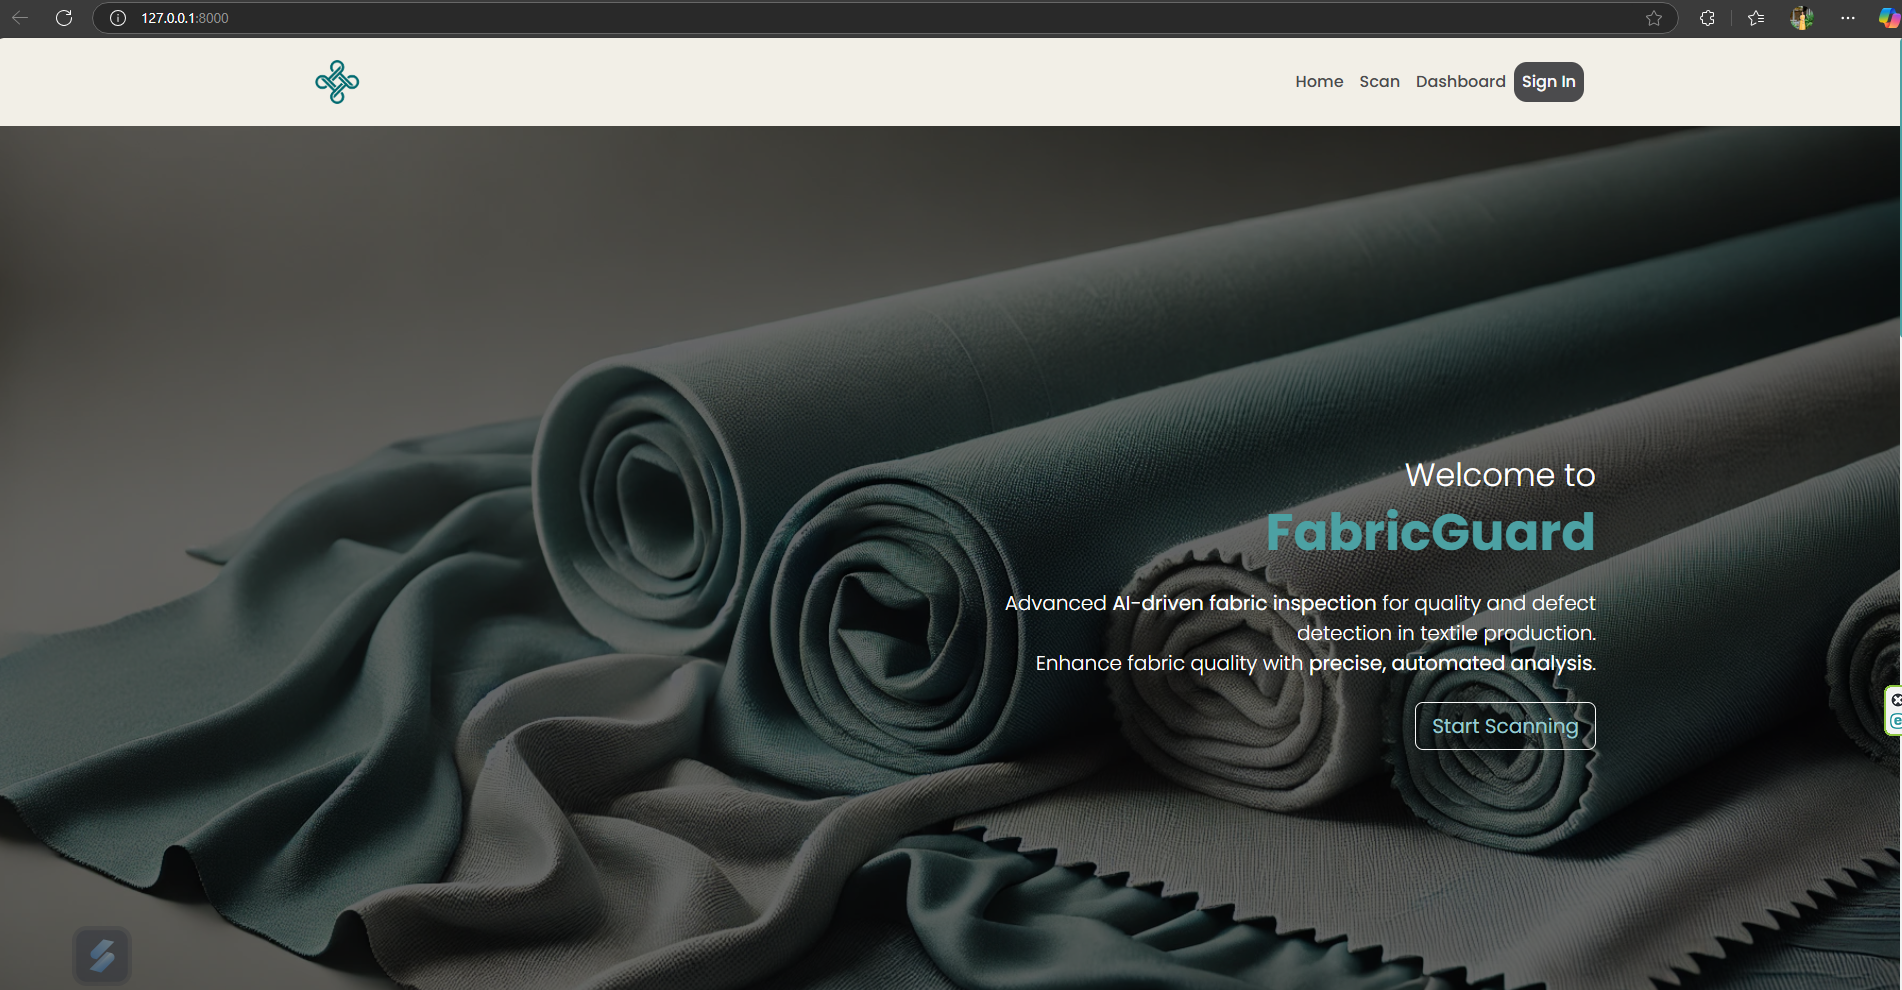 127.0.0.1:8000
Home Scan Dashboard Sign In
Welcome to
FabricGuard
Advanced AI-driven fabric inspection for quality and defect
detection in textile production.
Enhance fabric quality with precise, automated analysis.
Start Scanning